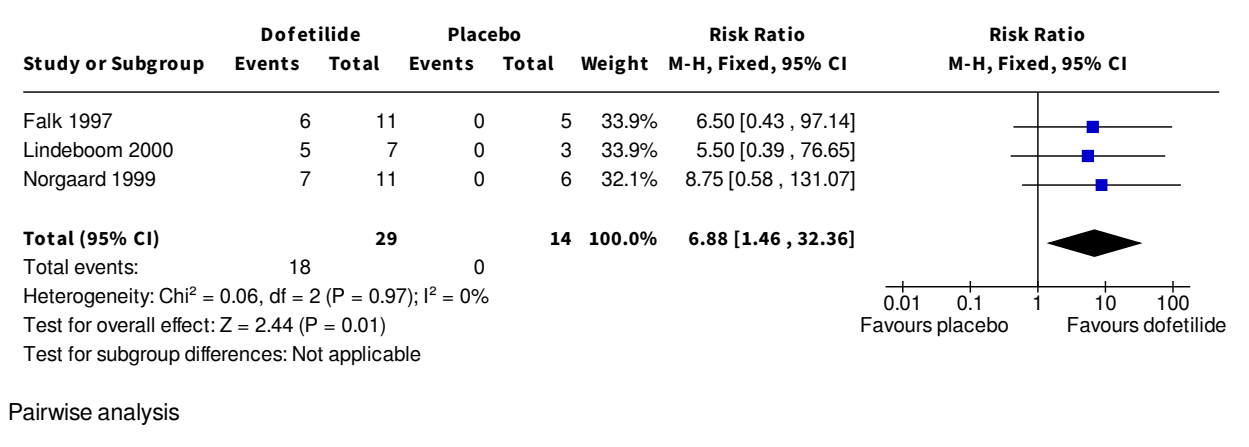 Dofetilide Placebo Risk Ratio Risk Ratio
Study or Subgroup Events Total Events Total Weight M-H, Fixed, 95% CI M-H, Fixed, 95% CI
Falk 1997 6 11 0 5 33.9% 6.50 [0.43 , 97.14]
Lindeboom 2000 5 7 0 3 33.9% 5.50 [0.39 , 76.65]
Norgaard 1999 7 11 0 6 32.1% 8.75 [0.58 , 131.07]
Total (95% CI) 29 14 100.0% 6.88 [1.46 , 32.36]
Total events: 18 0
Heterogeneity: Chi² = 0.06, df = 2 (P = 0.97); I² = 0%
0.01 0.1 1 10 100
Test for overall effect: Z = 2.44 (P = 0.01) Favours placebo Favours dofetilide
Test for subgroup differences: Not applicable
Pairwise analysis